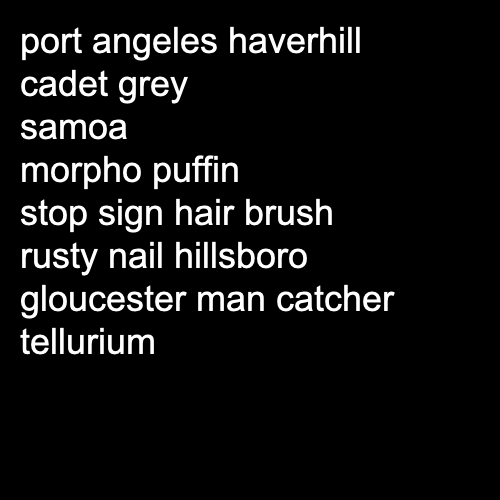 port angeles haverhill
cadet grey
samoa
morpho puffin
stop sign hair brush
rusty nail hillsboro
gloucester man catcher
tellurium